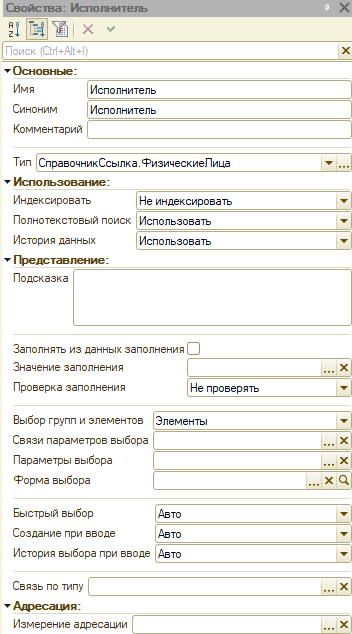 Свойства: Исполнитель
Поиск (Ctrl+Alt+I)
Основные:
Имя Исполнитель
Синоним Исполнитель
Комментарий
Тип СправочникСсылка.ФизическиеЛица
Использование:
Индексировать Не индексировать
Полнотекстовый поиск Использовать
История данных Использовать
Представление:
Подсказка
Заполнять из данных заполнения
Значение заполнения
Проверка заполнения Не проверять
Выбор групп и элементов Элементы
Связи параметров выбора
Параметры выбора
Форма выбора
Быстрый выбор Авто
Создание при вводе Авто
История выбора при вводе Авто
Связь по типу
Адресация:
Измерение адресации